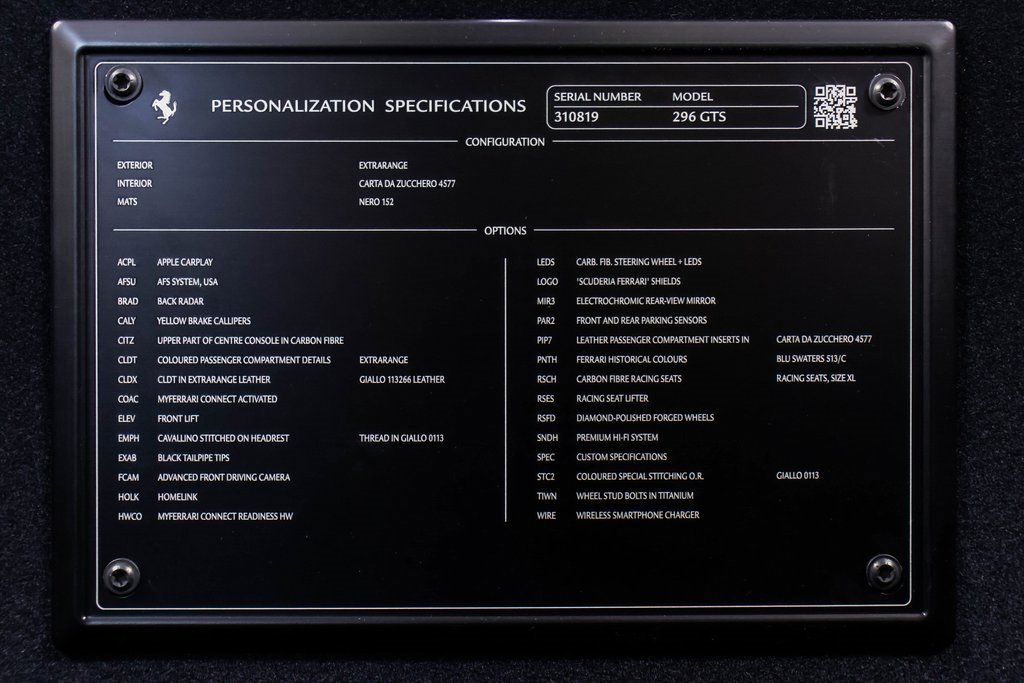 PERSONALIZATION SPECIFICATIONS
SERIAL NUMBER MODEL
310819 296 GTS
CONFIGURATION
EXTERIOR EXTRARANGE
INTERIOR CARTA DA ZUCCHERO 4577
MATS NERO 152
OPTIONS
ACPL APPLE CARPLAY
AFSU AFS SYSTEM, USA
BRAD BACK RADAR
CALY YELLOW BRAKE CALLIPERS
CITZ UPPER PART OF CENTRE CONSOLE IN CARBON FIBRE
CLDT COLOURED PASSENGER COMPARTMENT DETAILS EXTRARANGE
CLDX CLDT IN EXTRARANGE LEATHER GIALLO 113266 LEATHER
COAC MYFERRARI CONNECT ACTIVATED
ELEV FRONT LIFT
EMPH CAVALLINO STITCHED ON HEADREST THREAD IN GIALLO 0113
EXAB BLACK TAILPIPE TIPS
FCAM ADVANCED FRONT DRIVING CAMERA
HOLK HOMELINK
HWCO MYFERRARI CONNECT READINESS HW
LEDS CARB. FIB. STEERING WHEEL + LEDS
LOGO 'SCUDERIA FERRARI' SHIELDS
MIR3 ELECTROCHROMIC REAR-VIEW MIRROR
PAR2 FRONT AND REAR PARKING SENSORS
PIP7 LEATHER PASSENGER COMPARTMENT INSERTS IN CARTA DA ZUCCHERO 4577
PNTH FERRARI HISTORICAL COLOURS BLU SWATERS 513/C
RSCH CARBON FIBRE RACING SEATS RACING SEATS, SIZE XL
RSES RACING SEAT LIFTER
RSFD DIAMOND-POLISHED FORGED WHEELS
SNDH PREMIUM HI-FI SYSTEM
SPEC CUSTOM SPECIFICATIONS
STC2 COLOURED SPECIAL STITCHING O.R. GIALLO 0113
TIWN WHEEL STUD BOLTS IN TITANIUM
WIRE WIRELESS SMARTPHONE CHARGER